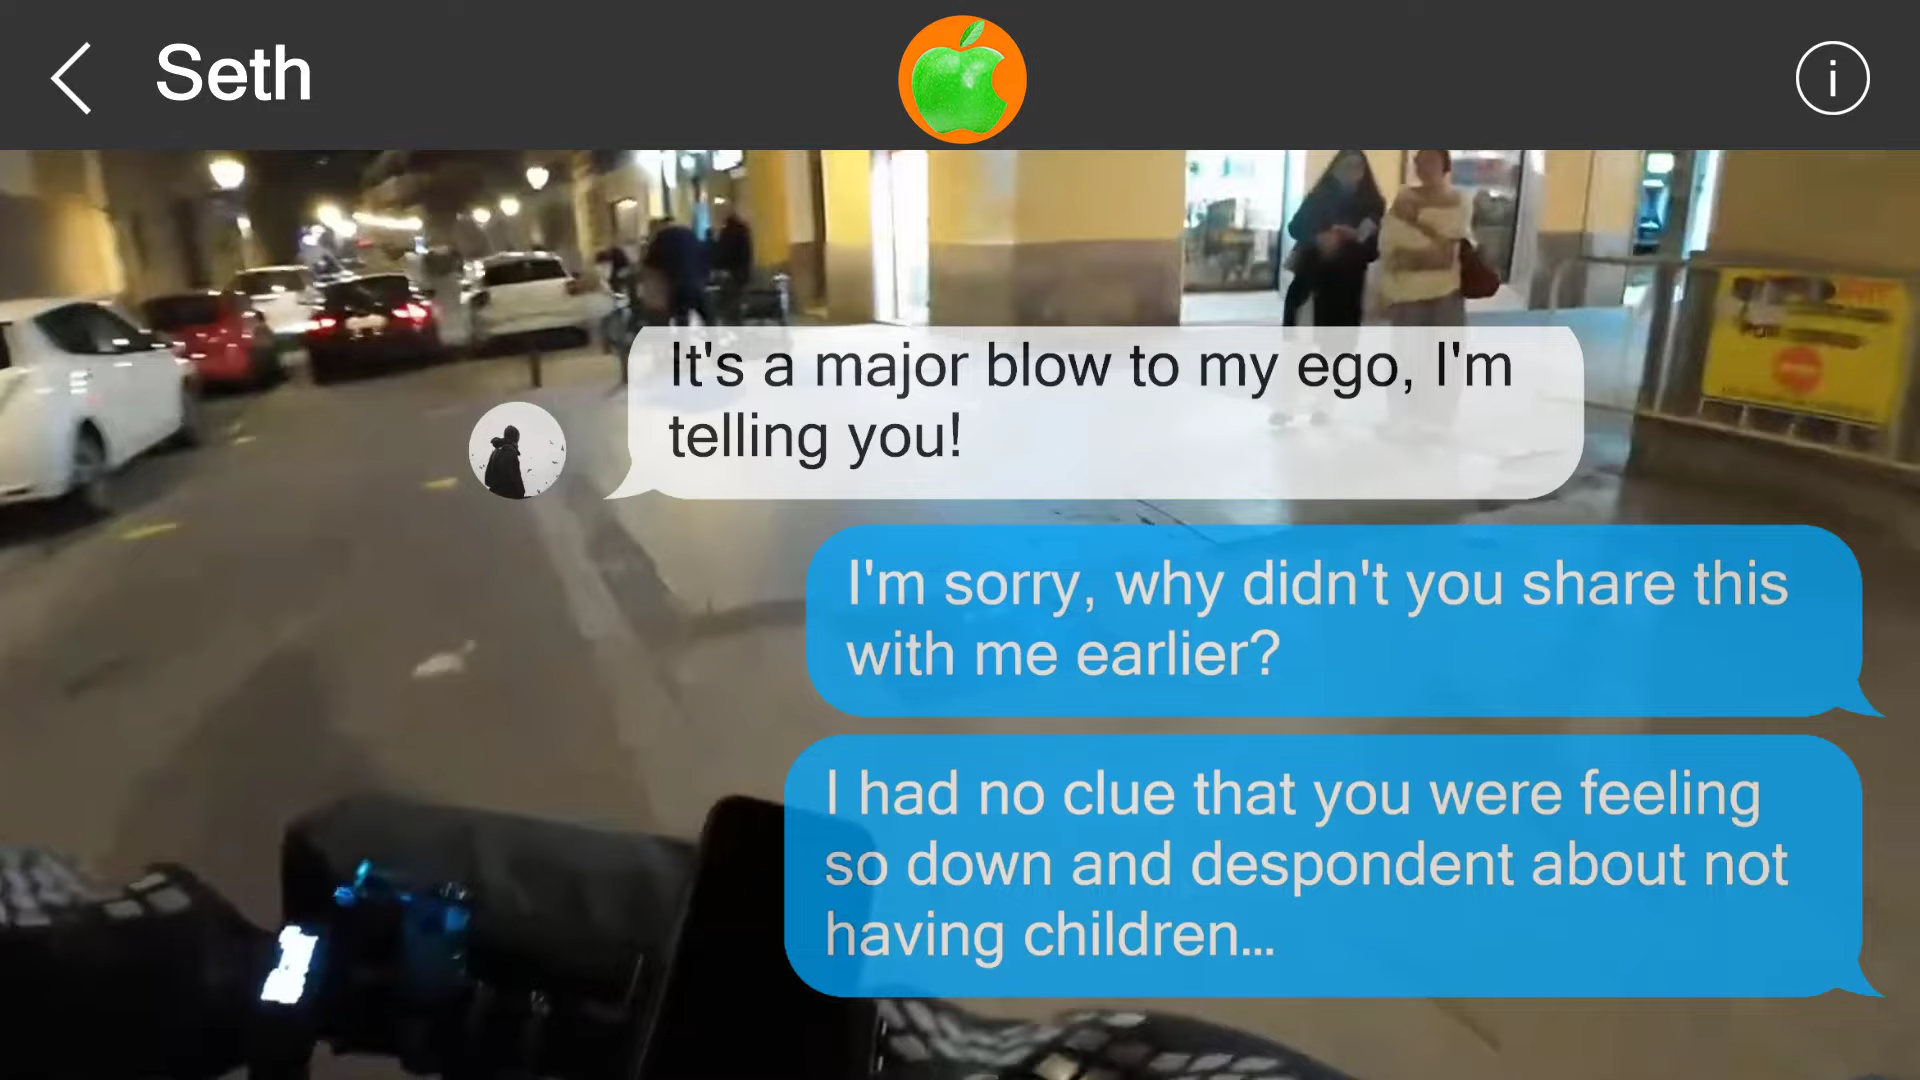 Seth
It's a major blow to my ego, I'm
telling you!
I'm sorry, why didn't you share this
with me earlier?
I had no clue that you were feeling
so down and despondent about not
having children...